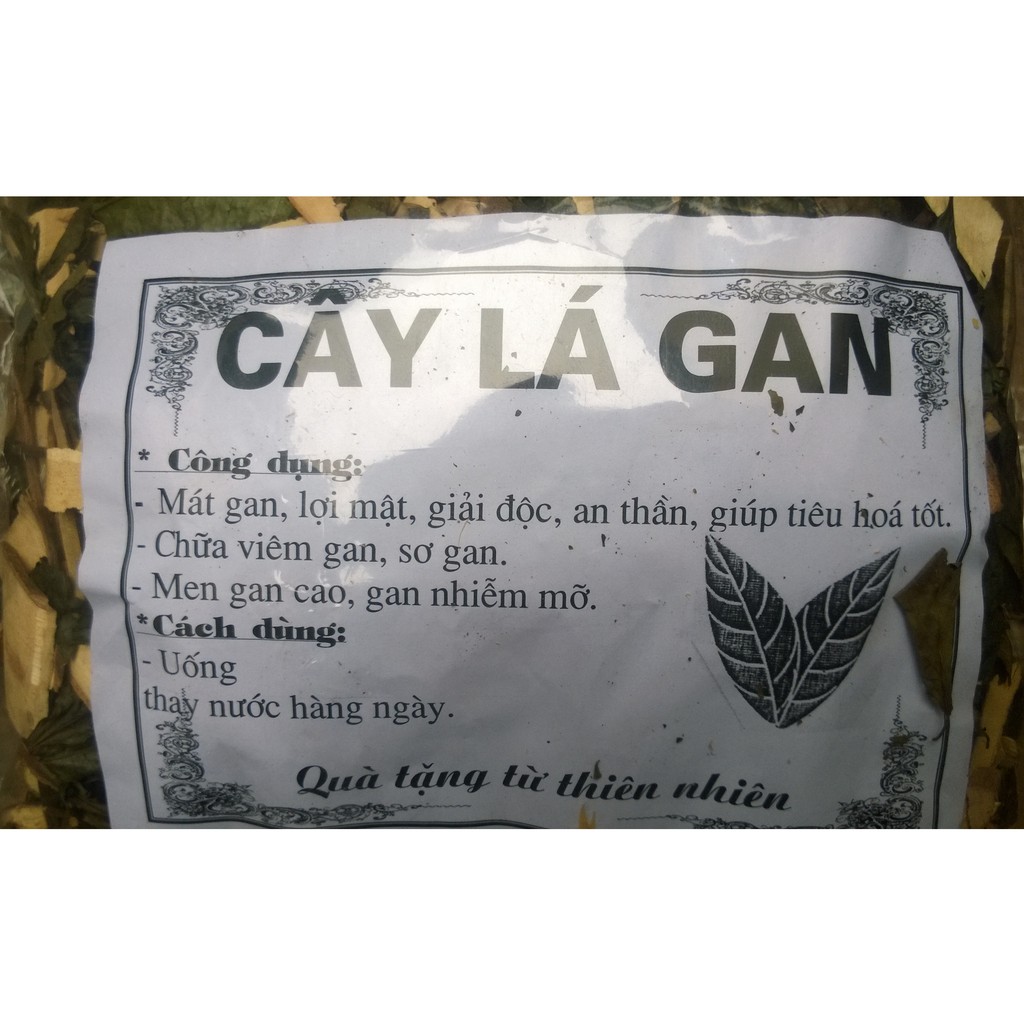 CÂY LÁ GAN
* Công dụng:
- Mát gan, lợi mật, giải độc, an thần, giúp tiêu hoá tốt.
- Chữa viêm gan, sơ gan.
- Men gan cao, gan nhiễm mỡ.
* Cách dùng:
- Uống
thay nước hàng ngày.
Quà tặng từ thiên nhiên